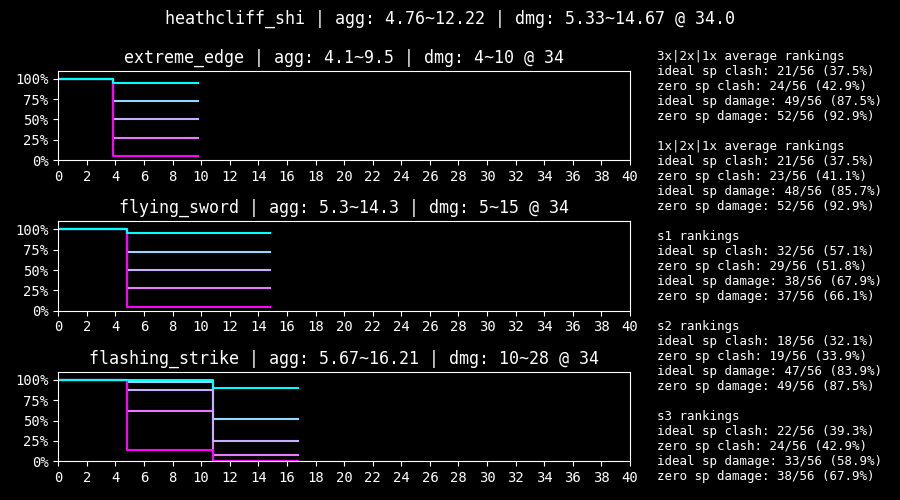 heathcliff_shi | agg: 4.76~12.22 | dmg: 5.33~14.67 @ 34.0
extreme_edge | agg: 4.1~9.5 | dmg: 4~10 @ 34
100%
75%
50%
25%
0%
0 2 4 6 8 10 12 14 16 18 20 22 24 26 28 30 32 34 36 38 40
flying_sword | agg: 5.3~14.3 | dmg: 5~15 @ 34
100%
75%
50%
25%
0%
0 2 4 6 8 10 12 14 16 18 20 22 24 26 28 30 32 34 36 38 40
flashing_strike | agg: 5.67~16.21 | dmg: 10~28 @ 34
100%
75%
50%
25%
0%
0 2 4 6 8 10 12 14 16 18 20 22 24 26 28 30 32 34 36 38 40
3x|2x|1x average rankings
ideal sp clash: 21/56 (37.5%)
zero sp clash: 24/56 (42.9%)
ideal sp damage: 49/56 (87.5%)
zero sp damage: 52/56 (92.9%)
1x|2x|1x average rankings
ideal sp clash: 21/56 (37.5%)
zero sp clash: 23/56 (41.1%)
ideal sp damage: 48/56 (85.7%)
zero sp damage: 52/56 (92.9%)
s1 rankings
ideal sp clash: 32/56 (57.1%)
zero sp clash: 29/56 (51.8%)
ideal sp damage: 38/56 (67.9%)
zero sp damage: 37/56 (66.1%)
s2 rankings
ideal sp clash: 18/56 (32.1%)
zero sp clash: 19/56 (33.9%)
ideal sp damage: 47/56 (83.9%)
zero sp damage: 49/56 (87.5%)
s3 rankings
ideal sp clash: 22/56 (39.3%)
zero sp clash: 24/56 (42.9%)
ideal sp damage: 33/56 (58.9%)
zero sp damage: 38/56 (67.9%)